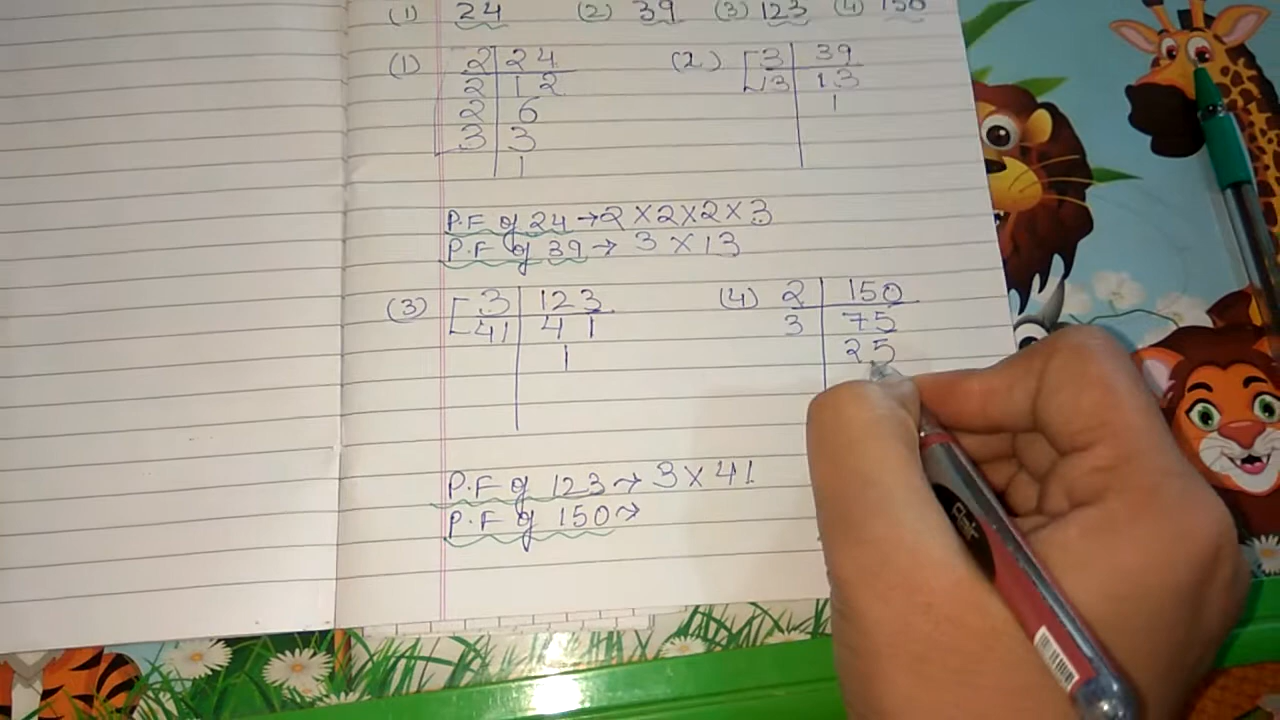 (1) 24 (2) 39 (3) 123 (4) 150
(1) 2 | 24 (2) 3 | 39
2 | 12 13 | 13
2 | 6 1
3 | 3
1
P.F of 24 → 2 × 2 × 2 × 3
P.F of 39 → 3 × 13
(3) 3 | 123 (4) 2 | 150
41 | 41 3 | 75
1 25
P.F of 123 → 3 × 41
P.F of 150 →